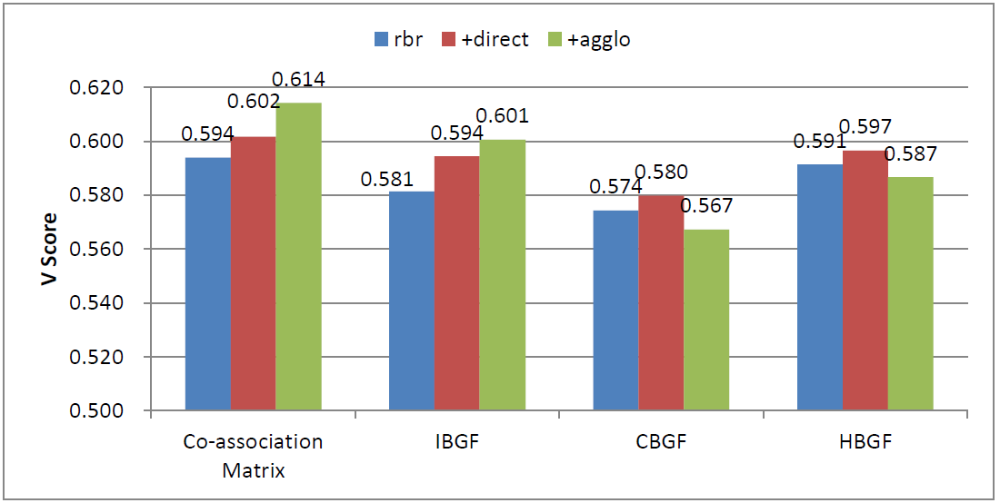 rbr +direct +agglo
V Score
0.620
0.600
0.580
0.560
0.540
0.520
0.500
0.594 0.602 0.614
0.581 0.594 0.601
0.574 0.580 0.567
0.591 0.597 0.587
Co-association
Matrix
IBGF
CBGF
HBGF